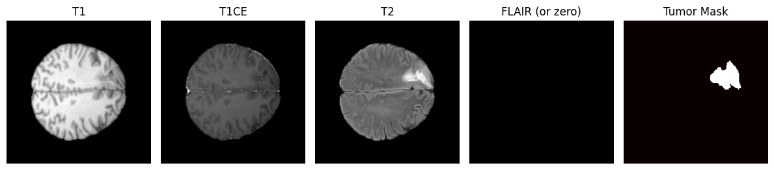 T1
T1CE
T2
FLAIR (or zero)
Tumor Mask